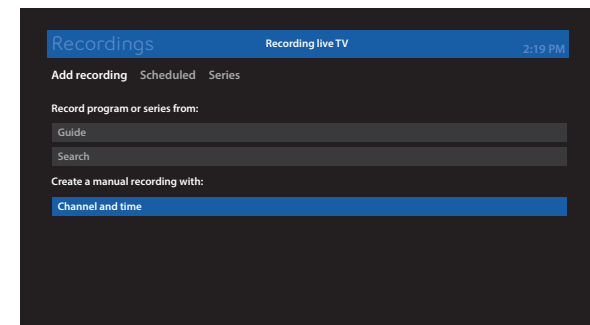 Recordings Recording live TV 2:19 PM
Add recording Scheduled Series
Record program or series from:
Guide
Search
Create a manual recording with:
Channel and time